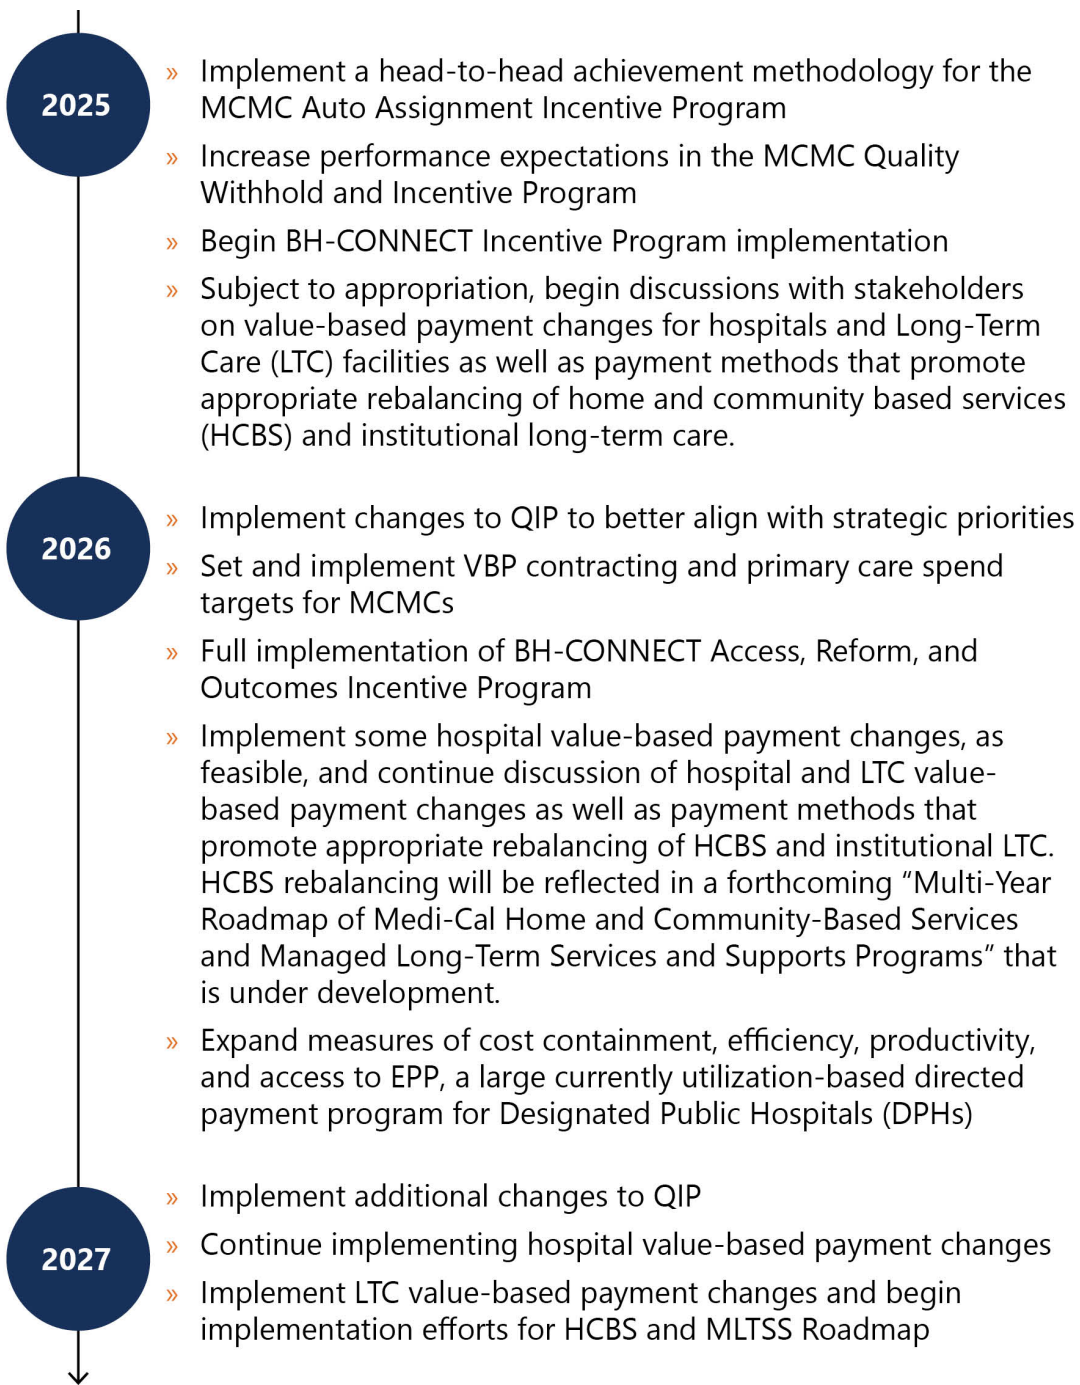 2025
» Implement a head-to-head achievement methodology for the
MCMC Auto Assignment Incentive Program
» Increase performance expectations in the MCMC Quality
Withhold and Incentive Program
» Begin BH-CONNECT Incentive Program implementation
» Subject to appropriation, begin discussions with stakeholders
on value-based payment changes for hospitals and Long-Term
Care (LTC) facilities as well as payment methods that promote
appropriate rebalancing of home and community based services
(HCBS) and institutional long-term care.
2026
» Implement changes to QIP to better align with strategic priorities
» Set and implement VBP contracting and primary care spend
targets for MCMCs
» Full implementation of BH-CONNECT Access, Reform, and
Outcomes Incentive Program
» Implement some hospital value-based payment changes, as
feasible, and continue discussion of hospital and LTC value-
based payment changes as well as payment methods that
promote appropriate rebalancing of HCBS and institutional LTC.
HCBS rebalancing will be reflected in a forthcoming “Multi-Year
Roadmap of Medi-Cal Home and Community-Based Services
and Managed Long-Term Services and Supports Programs” that
is under development.
» Expand measures of cost containment, efficiency, productivity,
and access to EPP, a large currently utilization-based directed
payment program for Designated Public Hospitals (DPHs)
2027
» Implement additional changes to QIP
» Continue implementing hospital value-based payment changes
» Implement LTC value-based payment changes and begin
implementation efforts for HCBS and MLTSS Roadmap